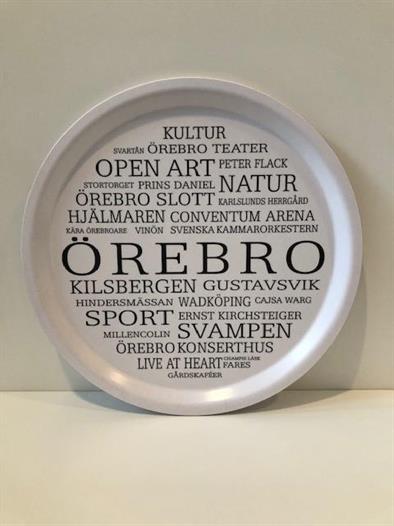 KULTUR
SVARTÅN ÖREBRO TEATER
OPEN ART PETER FLACK
STORTORGET PRINS DANIEL NATUR
ÖREBRO SLOTT KARLSLUNDS HERRGÅRD
HJÄLMAREN CONVENTUM ARENA
KÄRA ÖREBROARE VINÖN SVENSKA KAMMARORKESTERN
ÖREBRO
KILSBERGEN GUSTAVSVIK
HINDERSMÄSSAN WADKÖPING CAJSA WARG
SPORT ERNST KIRCHSTEIGER
MILLENCOLIN SVAMPEN
ÖREBRO KONSERTHUS
LIVE AT HEART CHAMPIS LÄSK FARES
GÅRDSKAFÉER